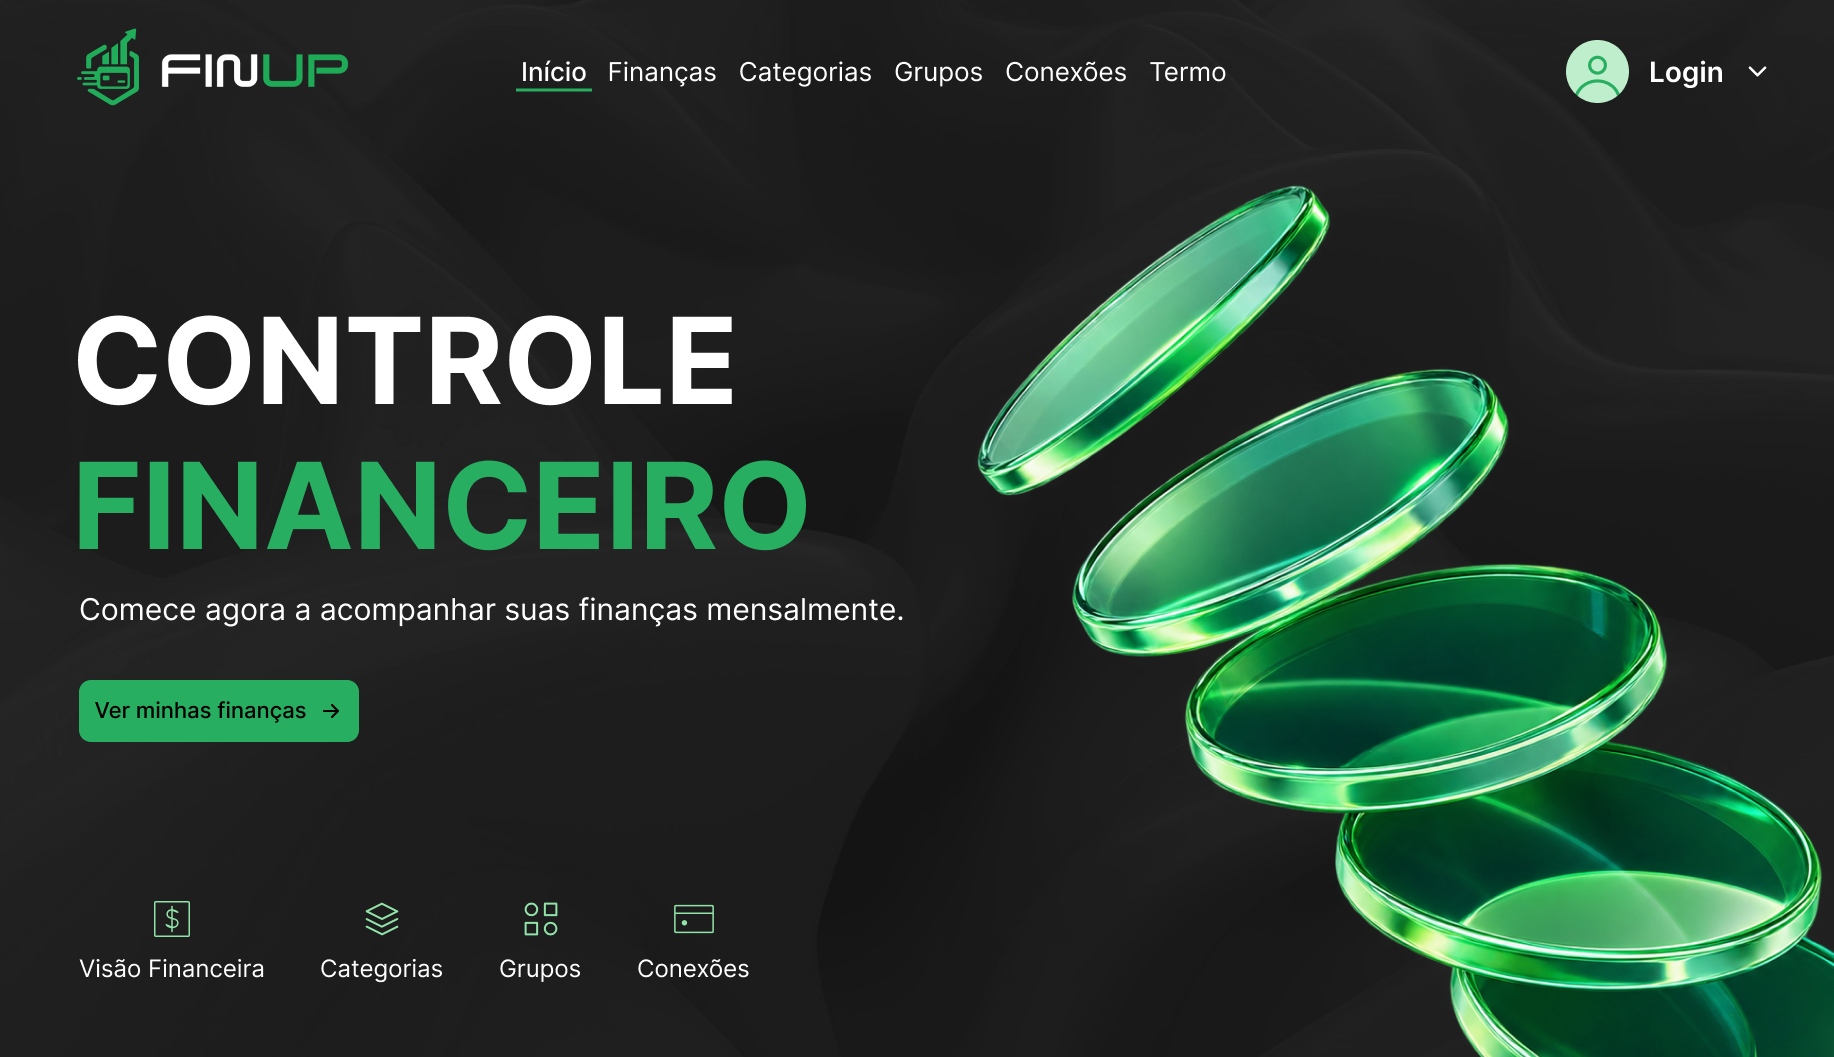 FINUP
Início Finanças Categorias Grupos Conexões Termo
Login
CONTROLE
FINANCEIRO
Comece agora a acompanhar suas finanças mensalmente.
Ver minhas finanças →
$
Visão Financeira Categorias Grupos Conexões